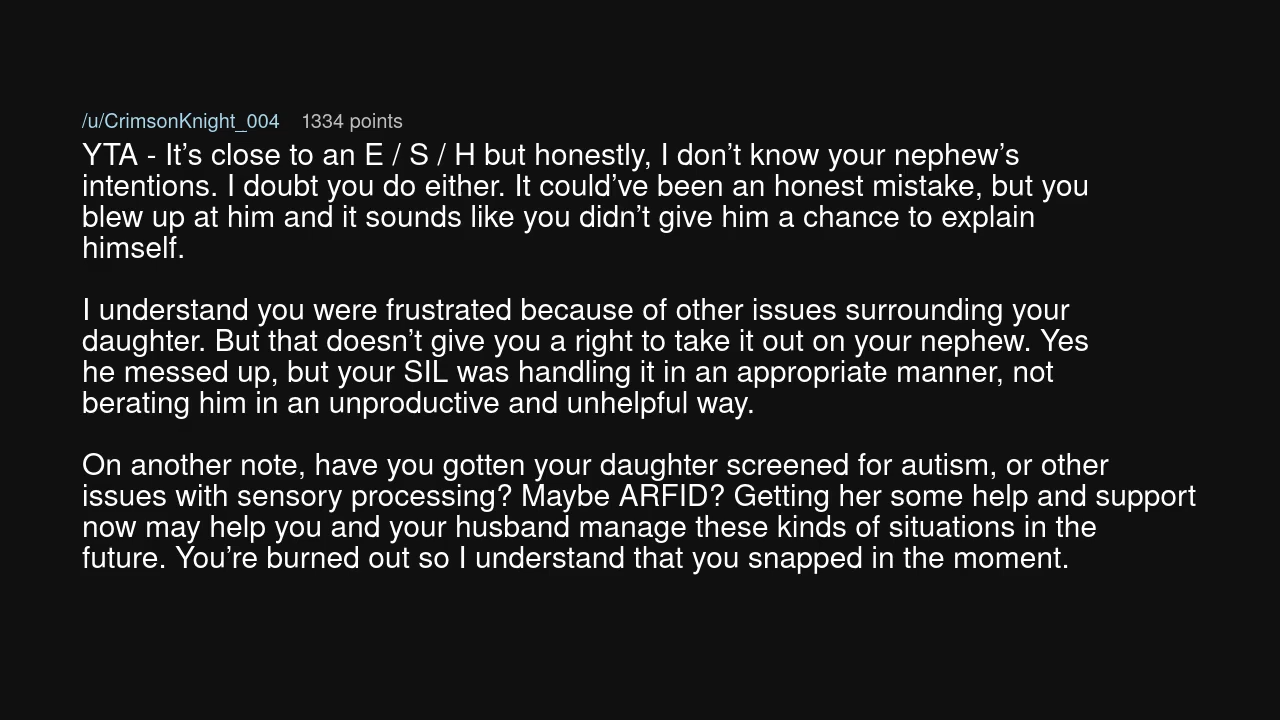 /u/CrimsonKnight_004 1334 points
YTA - It’s close to an E / S / H but honestly, I don’t know your nephew’s
intentions. I doubt you do either. It could’ve been an honest mistake, but you
blew up at him and it sounds like you didn’t give him a chance to explain
himself.
I understand you were frustrated because of other issues surrounding your
daughter. But that doesn’t give you a right to take it out on your nephew. Yes
he messed up, but your SIL was handling it in an appropriate manner, not
berating him in an unproductive and unhelpful way.
On another note, have you gotten your daughter screened for autism, or other
issues with sensory processing? Maybe ARFID? Getting her some help and support
now may help you and your husband manage these kinds of situations in the
future. You’re burned out so I understand that you snapped in the moment.